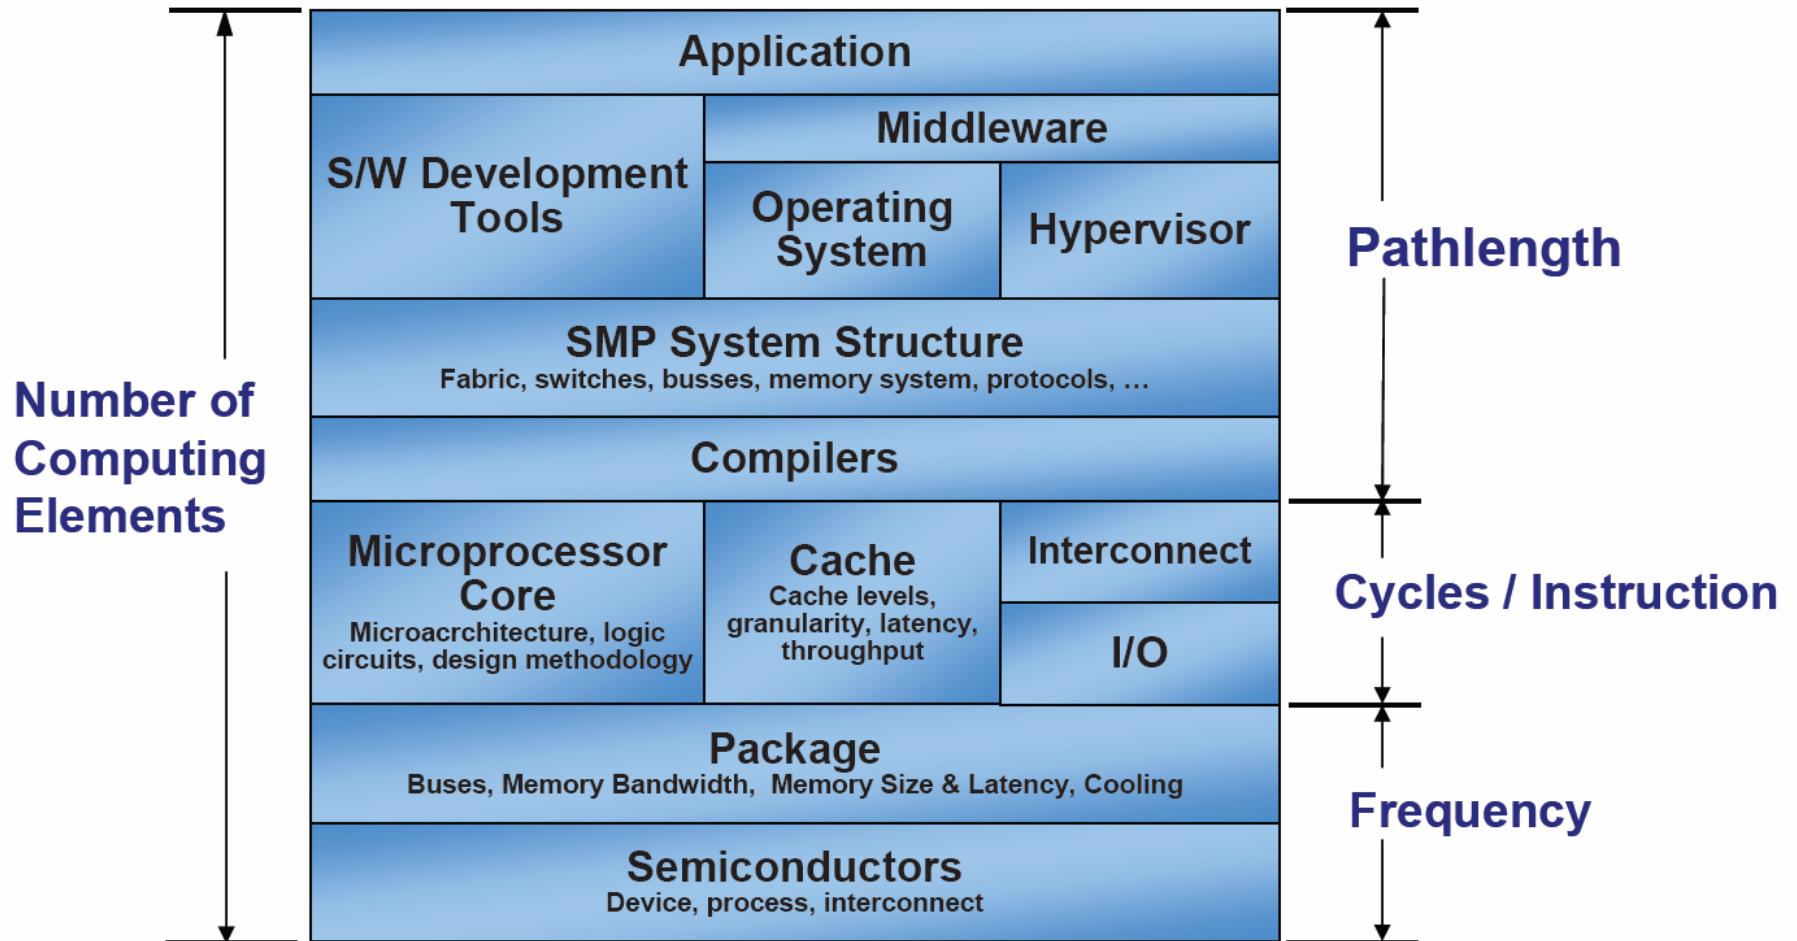 Application
S/W Development
Tools
Middleware
Operating
System
Hypervisor
SMP System Structure
Fabric, switches, busses, memory system, protocols, …
Compilers
Microprocessor
Core
Microacrchitecture, logic
circuits, design methodology
Cache
Cache levels,
granularity, latency,
throughput
Interconnect
I/O
Package
Buses, Memory Bandwidth, Memory Size & Latency, Cooling
Semiconductors
Device, process, interconnect
Number of
Computing
Elements
Pathlength
Cycles / Instruction
Frequency